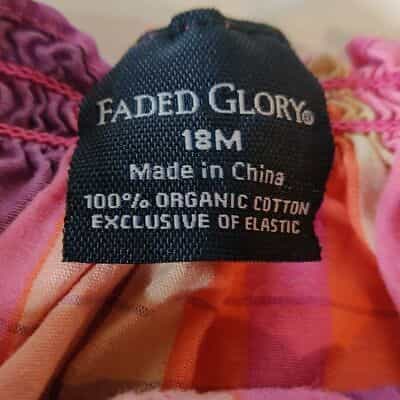 FADED GLORY®
18M
Made in China
100% ORGANIC COTTON
EXCLUSIVE OF ELASTIC